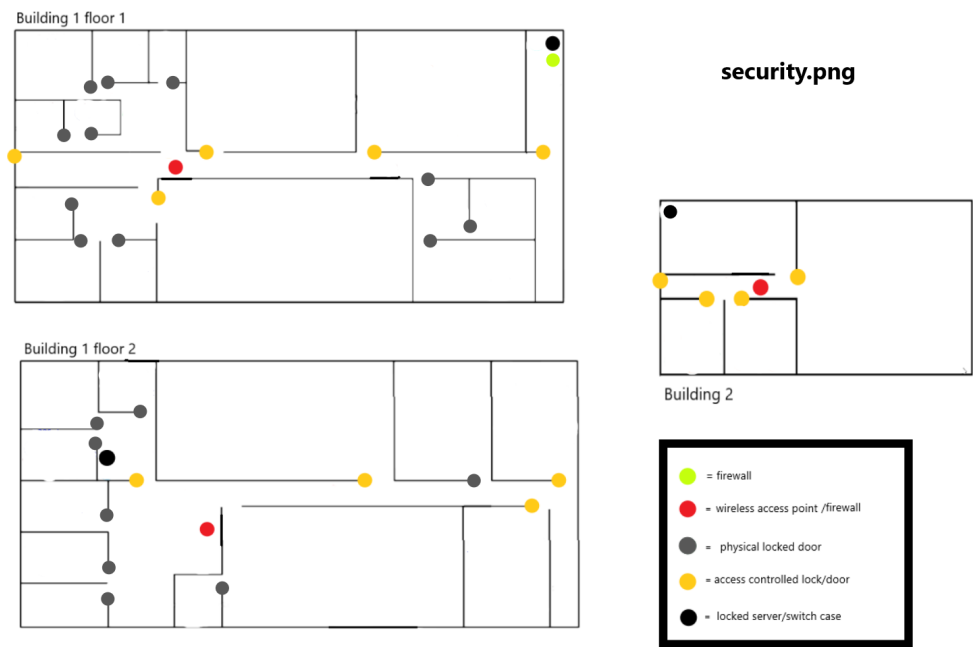 Building 1 floor 1
security.png
Building 1 floor 2
Building 2
= firewall
= wireless access point /firewall
= physical locked door
= access controlled lock/door
= locked server/switch case